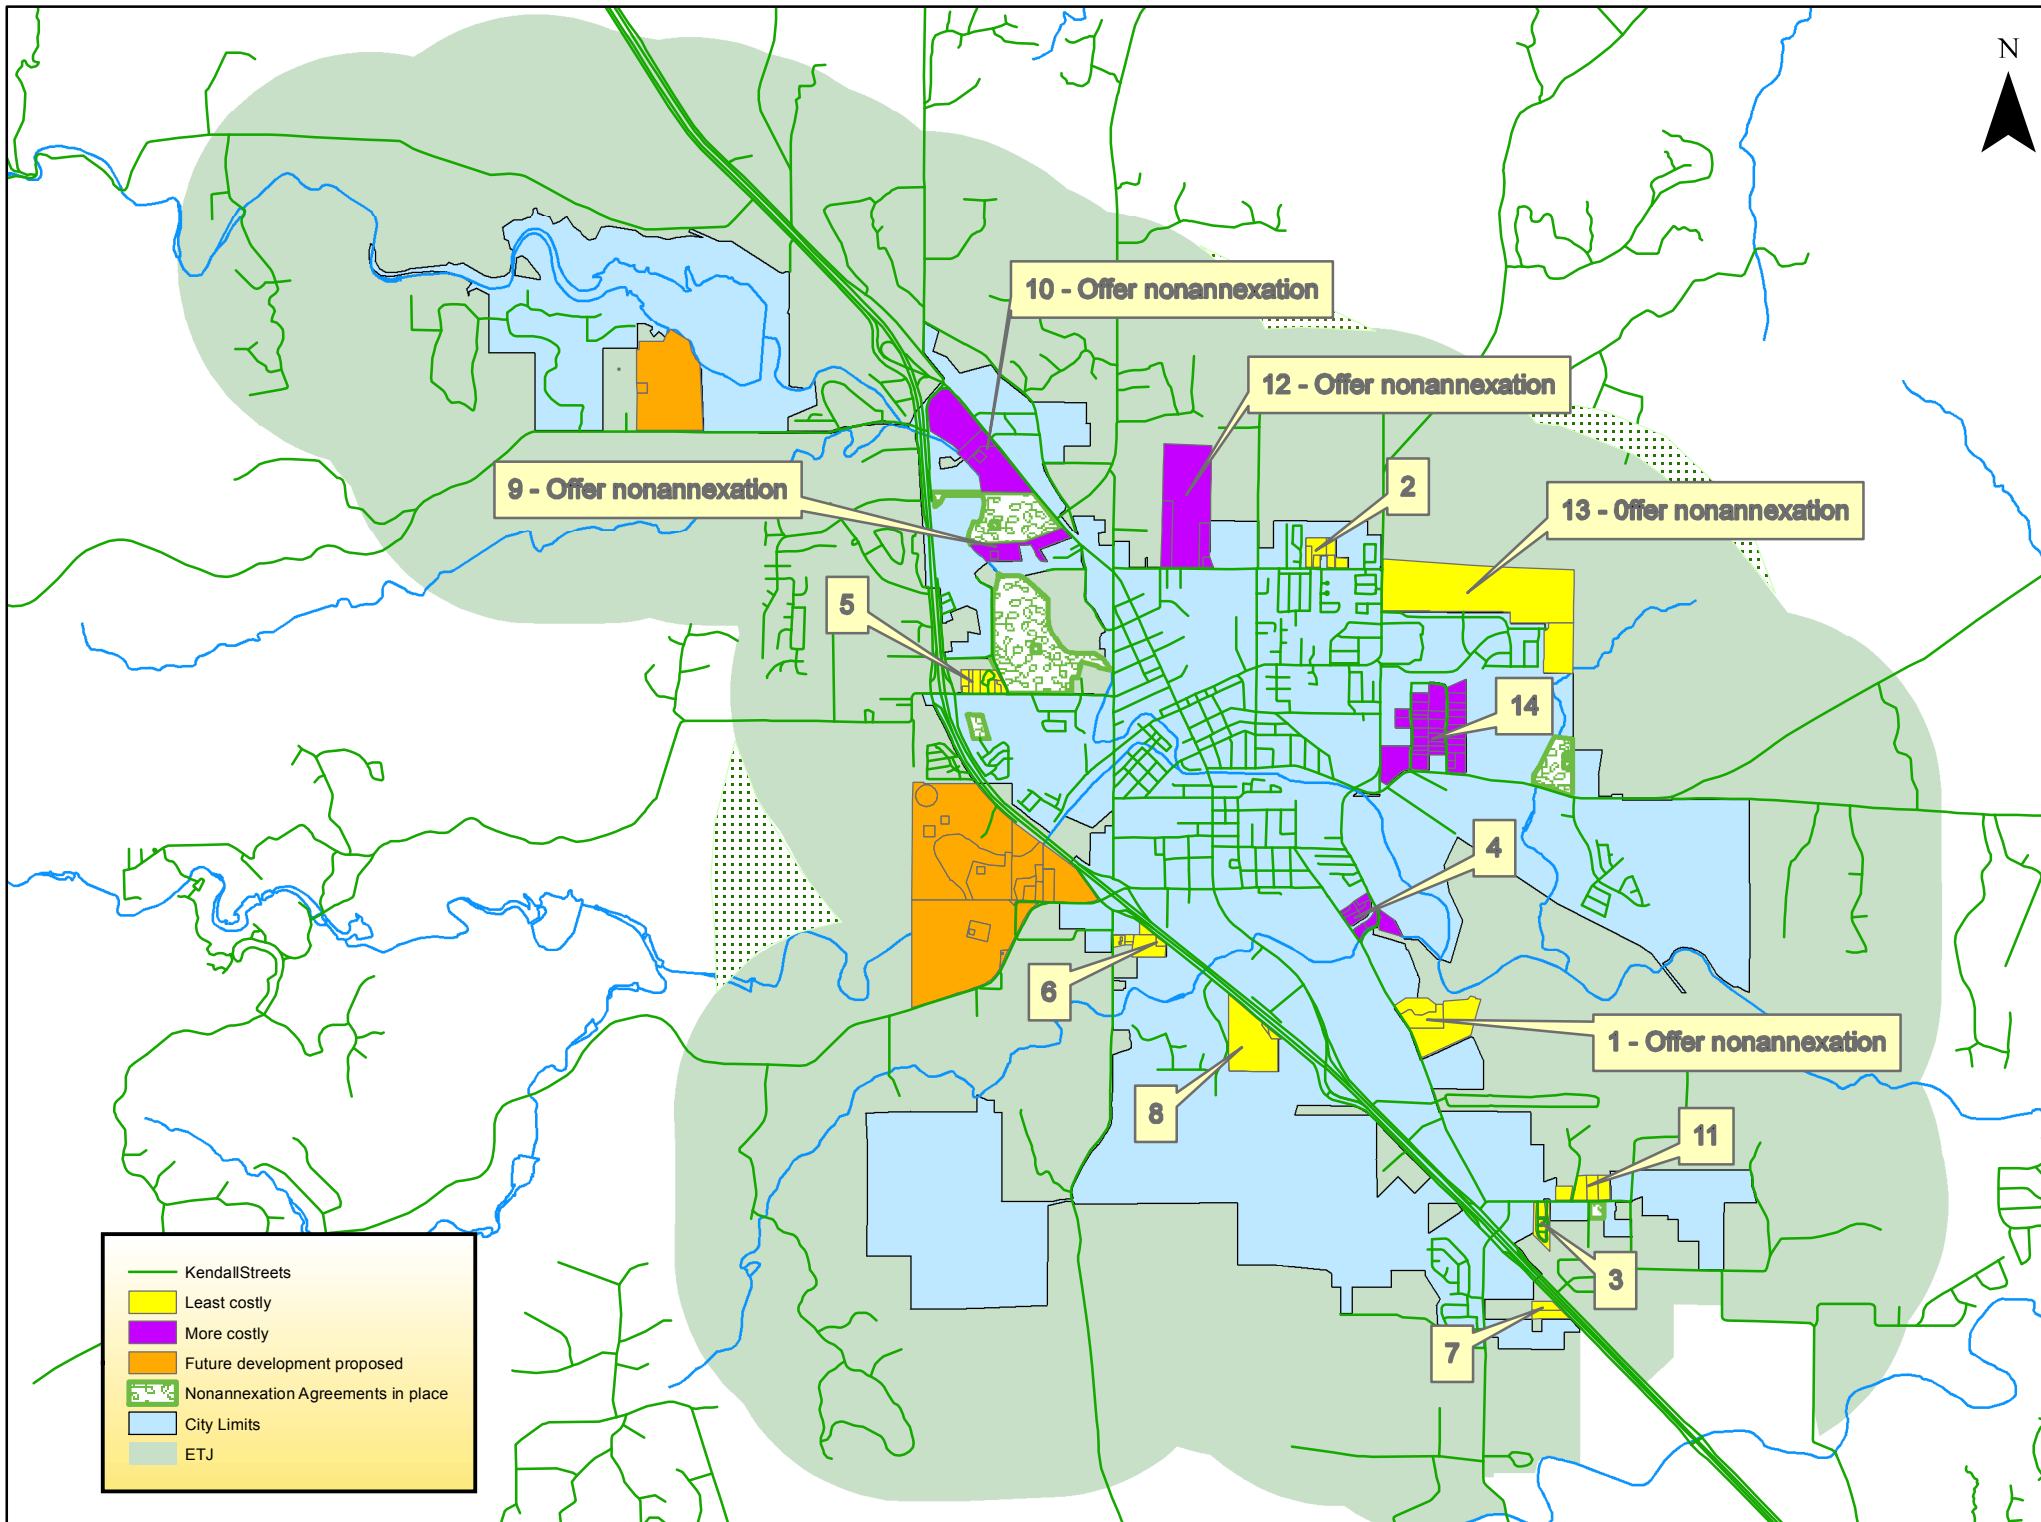 N
10 - Offer nonannexation
12 - Offer nonannexation
9 - Offer nonannexation
2
13 - Offer nonannexation
5
14
4
6
1 - Offer nonannexation
8
11
3
7
KendallStreets
Least costly
More costly
Future development proposed
Nonannexation Agreements in place
City Limits
ETJ